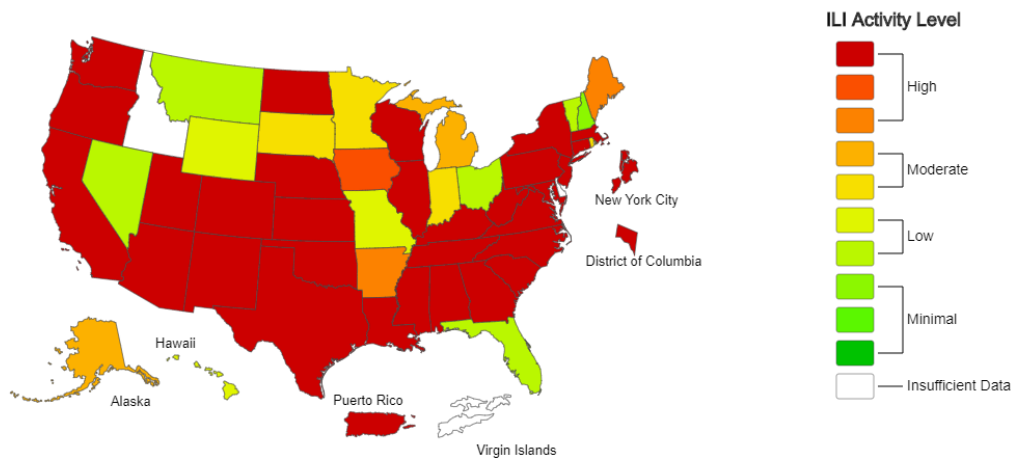 ILI Activity Level
High
Moderate
Low
Minimal
Insufficient Data
New York City
District of Columbia
Hawaii
Alaska
Puerto Rico
Virgin Islands